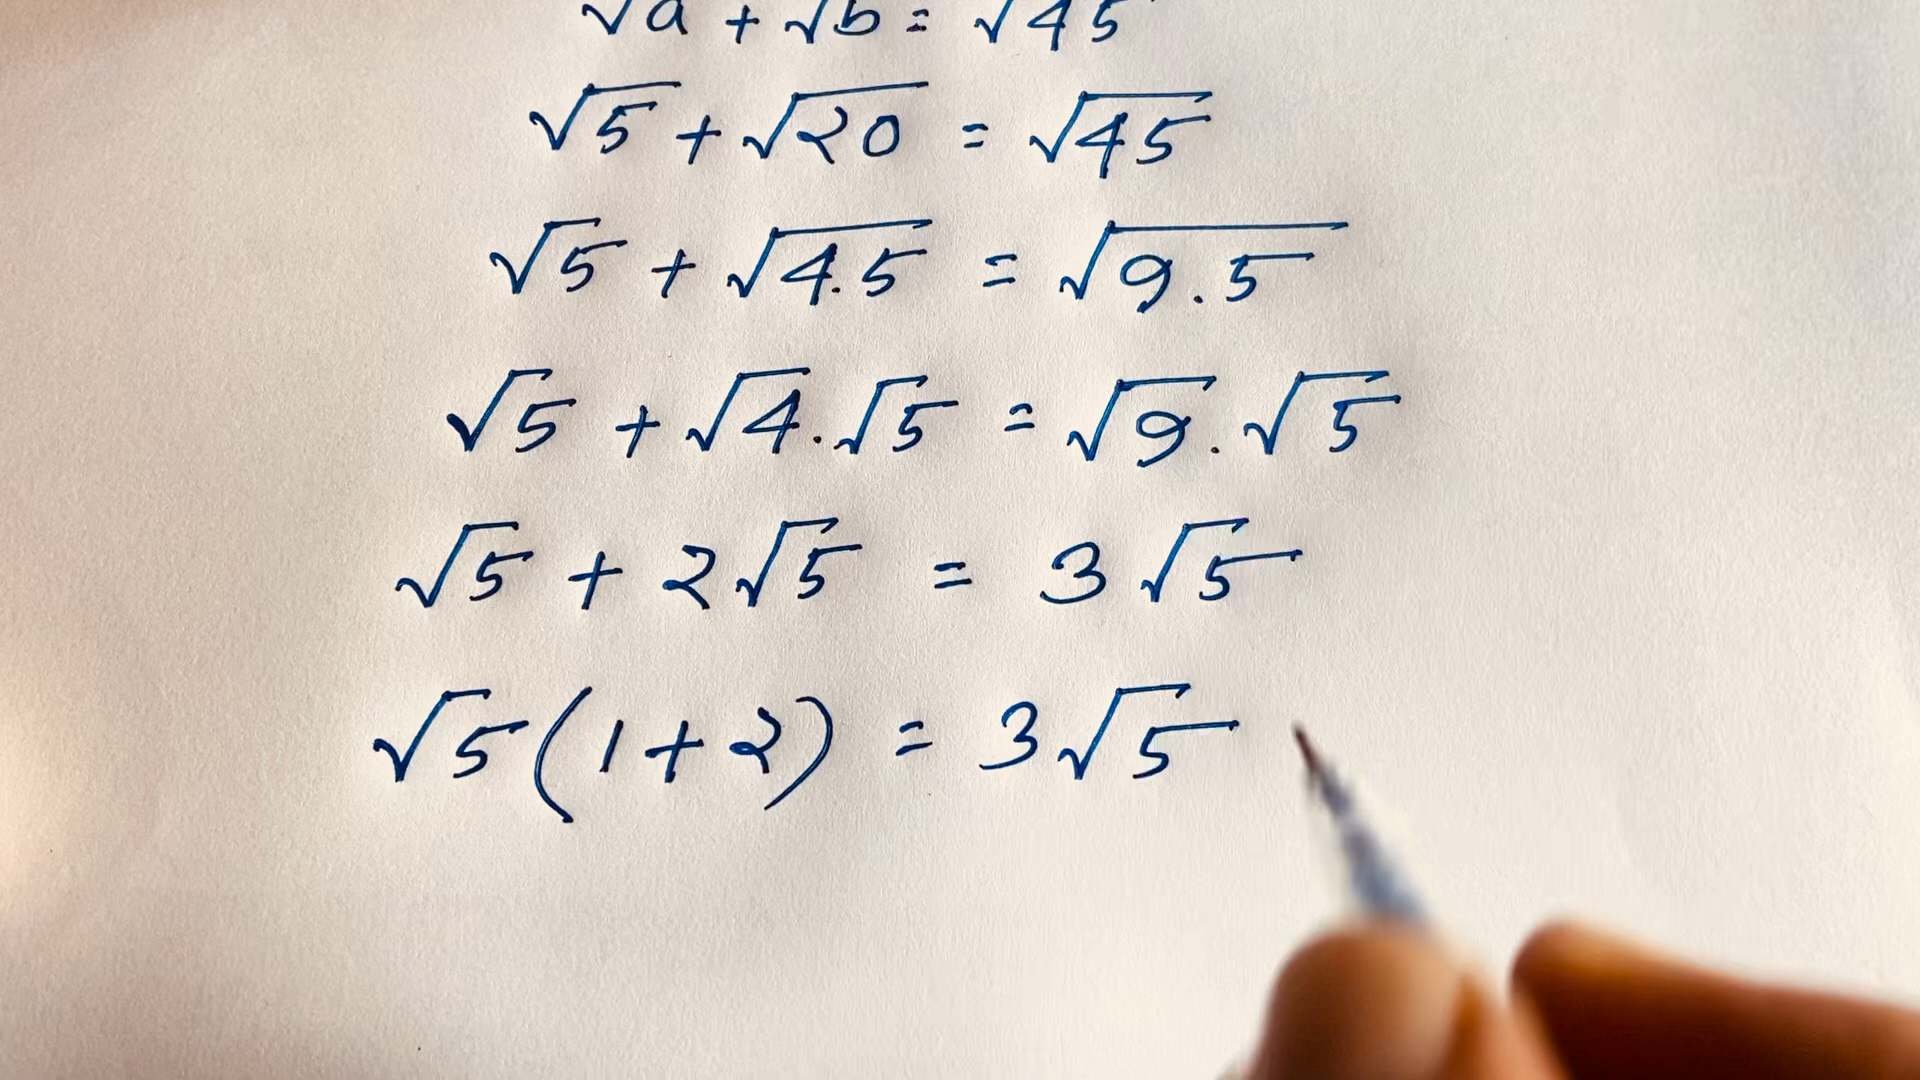 √a + √b = √45
√5 + √20 = √45
√5 + √4.5 = √9.5
√5 + √4.√5 = √9.√5
√5 + 2√5 = 3√5
√5(1+2) = 3√5